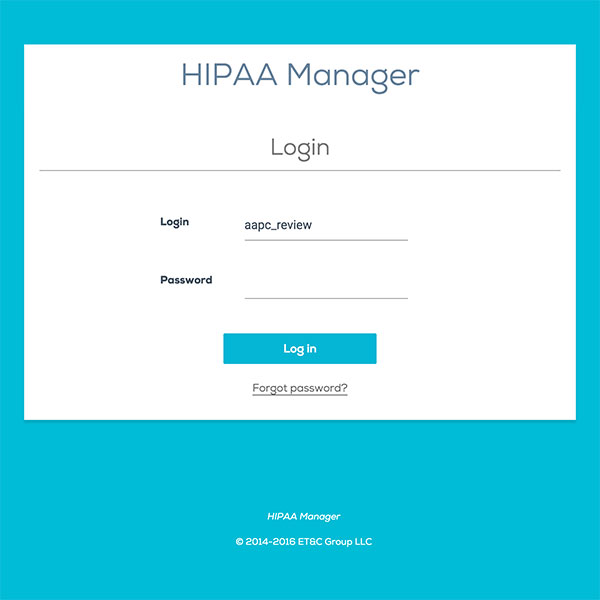 HIPAA Manager
Login
Login
aapc_review
Password
Log in
Forgot password?
HIPAA Manager
© 2014-2016 ET&C Group LLC